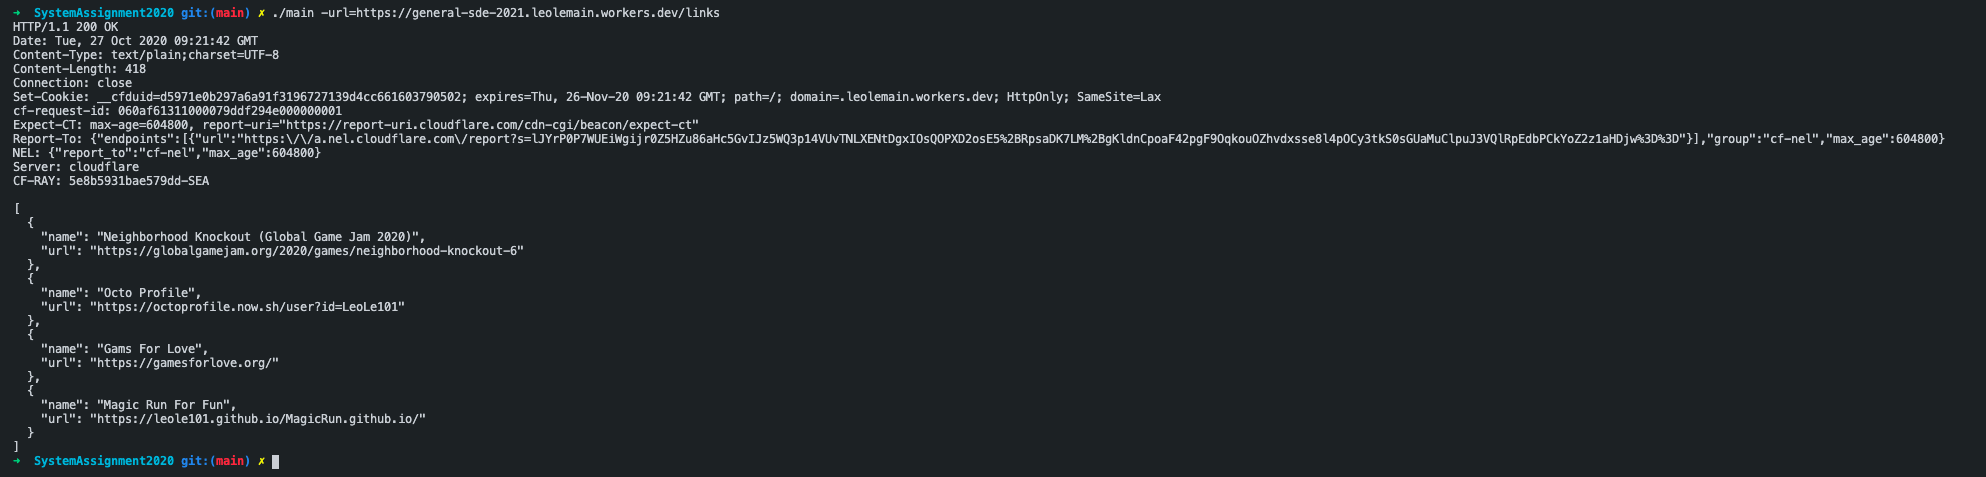 ➜  SystemAssignment2020 git:(main) ✗ ./main -url=https://general-sde-2021.leolemain.workers.dev/links
HTTP/1.1 200 OK
Date: Tue, 27 Oct 2020 09:21:42 GMT
Content-Type: text/plain;charset=UTF-8
Content-Length: 418
Connection: close
Set-Cookie: __cfduid=d5971e0b297a6a91f3196727139d4cc661603790502; expires=Thu, 26-Nov-20 09:21:42 GMT; path=/; domain=.leolemain.workers.dev; HttpOnly; SameSite=Lax
cf-request-id: 060af61311000079ddf294e000000001
Expect-CT: max-age=604800, report-uri="https://report-uri.cloudflare.com/cdn-cgi/beacon/expect-ct"
Report-To: {"endpoints":[{"url":"https:\/\/a.nel.cloudflare.com\/report?s=lJYrP0P7WUEiWgijr0Z5HZu86aHc5GvIJz5WQ3p14VUvTNLXENtDgxIOsQOPXD2osE5%2BRpsaDK7LM%2BgKldnCpoaF42pgF9OqkouOZhvdxsse8l4pOCy3tkS0sGUaMuClpuJ3VQlRpEdbPCkYoZ2z1aHDjw%3D%3D"}],"group":"cf-nel","max_age":604800}
NEL: {"report_to":"cf-nel","max_age":604800}
Server: cloudflare
CF-RAY: 5e8b5931bae579dd-SEA
[
  {
    "name": "Neighborhood Knockout (Global Game Jam 2020)",
    "url": "https://globalgamejam.org/2020/games/neighborhood-knockout-6"
  },
  {
    "name": "Octo Profile",
    "url": "https://octoprofile.now.sh/user?id=LeoLe101"
  },
  {
    "name": "Gams For Love",
    "url": "https://gamesforlove.org/"
  },
  {
    "name": "Magic Run For Fun",
    "url": "https://leole101.github.io/MagicRun.github.io/"
  }
]
➜  SystemAssignment2020 git:(main) ✗